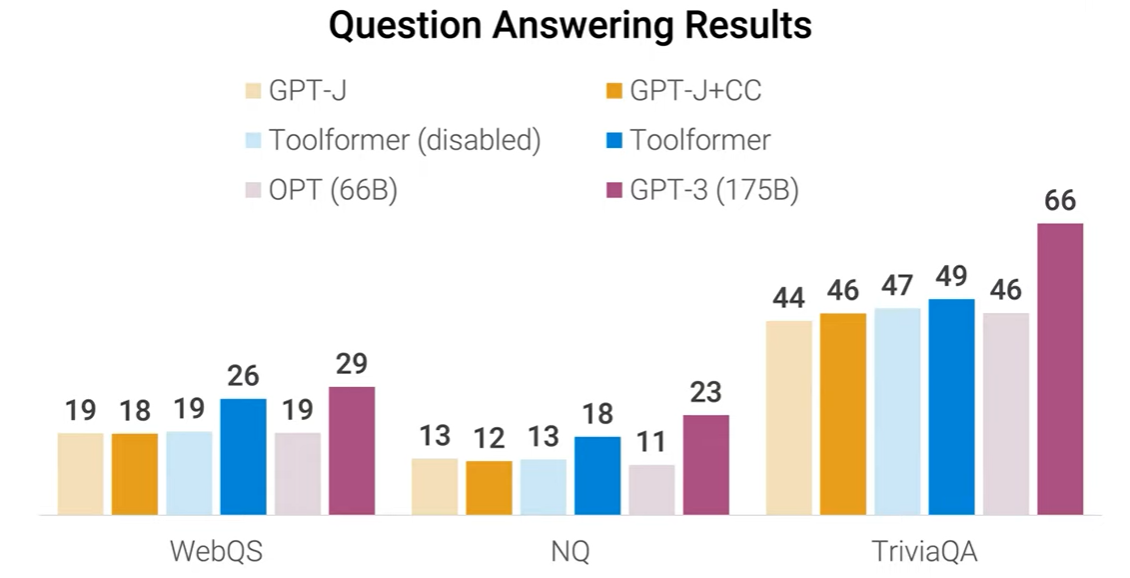 Question Answering Results
GPT-J
GPT-J+CC
Toolformer (disabled)
Toolformer
OPT (66B)
GPT-3 (175B)
19 18 19 26 19 29
13 12 13 18 11 23
44 46 47 49 46 66
WebQS NQ TriviaQA